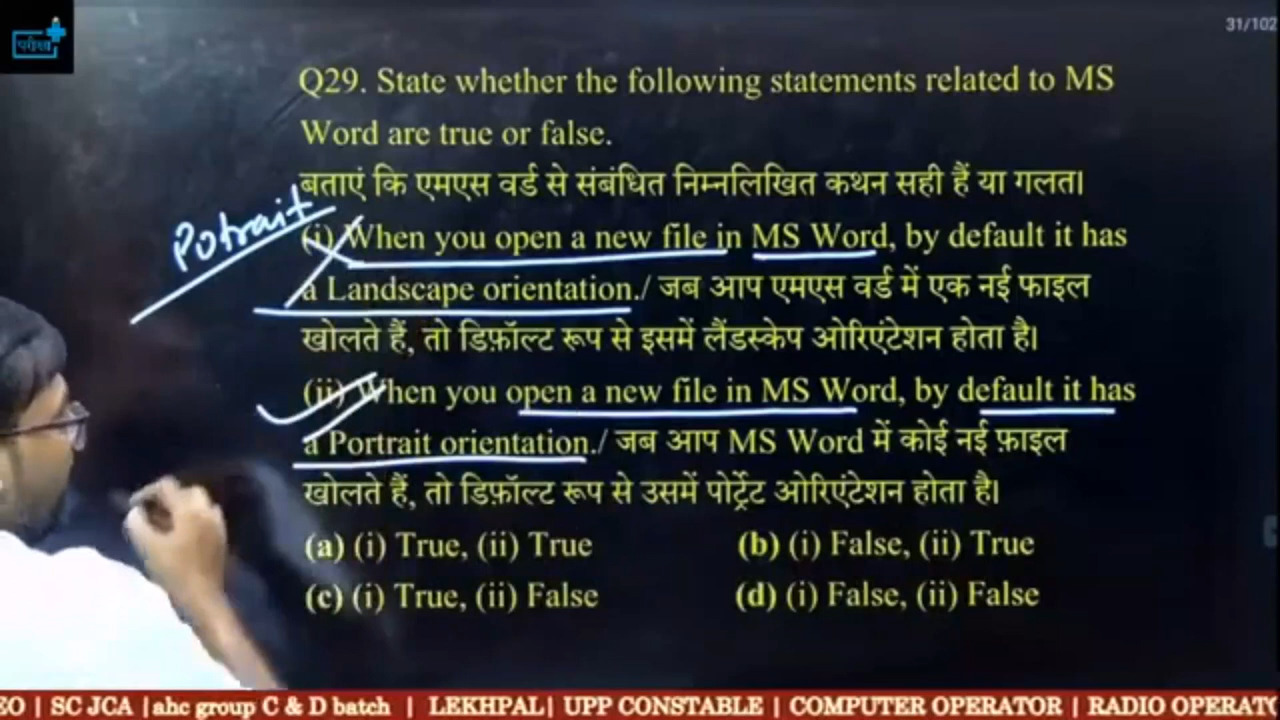 परीक्षा
31/102
Q29. State whether the following statements related to MS
Word are true or false.
बताएं कि एमएस वर्ड से संबंधित निम्नलिखित कथन सही हैं या गलत।
Potrait
(i) When you open a new file in MS Word, by default it has
a Landscape orientation./ जब आप एमएस वर्ड में एक नई फाइल
खोलते हैं, तो डिफ़ॉल्ट रूप से इसमें लैंडस्केप ओरिएंटेशन होता है।
(ii) When you open a new file in MS Word, by default it has
a Portrait orientation./ जब आप MS Word में कोई नई फ़ाइल
खोलते हैं, तो डिफ़ॉल्ट रूप से उसमें पोर्ट्रेट ओरिएंटेशन होता है।
(a) (i) True, (ii) True (b) (i) False, (ii) True
(c) (i) True, (ii) False (d) (i) False, (ii) False
EO | SC JCA |ahc group C & D batch | LEKHPAL| UPP CONSTABLE | COMPUTER OPERATOR | RADIO OPERATO